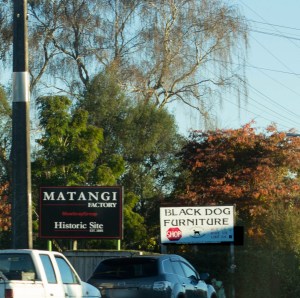 MATANGI
FACTORY
Historic Site
BLACK DOG
FURNITURE
SHOP